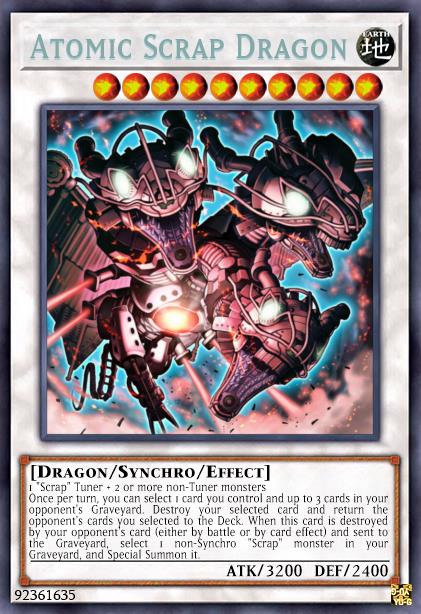 Atomic Scrap Dragon
EARTH
地
[Dragon/Synchro/Effect]
1 "Scrap" Tuner + 2 or more non-Tuner monsters
Once per turn, you can select 1 card you control and up to 3 cards in your
opponent's Graveyard. Destroy your selected card and return the
opponent's cards you selected to the Deck. When this card is destroyed
by your opponent's card (either by battle or by card effect) and sent to
the Graveyard, select 1 non-Synchro "Scrap" monster in your
Graveyard, and Special Summon it.
ATK/3200 DEF/2400
92361635